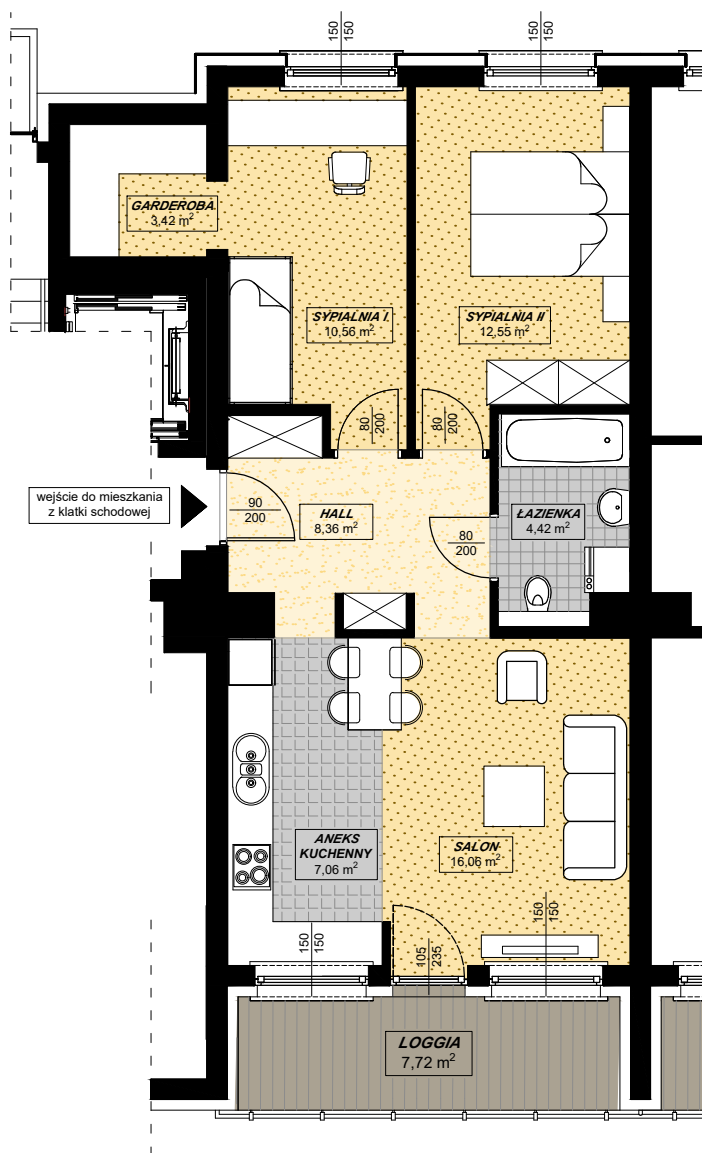 150
150
150
150
GARDEROBA
3,42 m²
SYPIALNIA I
10,56 m²
SYPIALNIA II
12,55 m²
80
200
80
200
wejście do mieszkania
z klatki schodowej
90
200
HALL
8,36 m²
80
200
ŁAZIENKA
4,42 m²
ANEKS
KUCHENNY
7,06 m²
SALON
16,06 m²
150
150
105
235
150
150
LOGGIA
7,72 m²